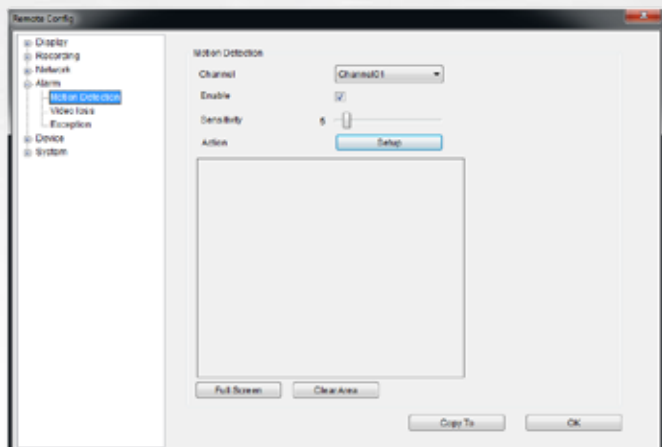 Remote Config
Display
Recording
Network
Alarm
Motion Detection
Video loss
Exception
Device
System
Motion Detection
Channel Channel01
Enable
Sensitivity 5
Action Setup
Full Screen Clear Area
Copy To OK